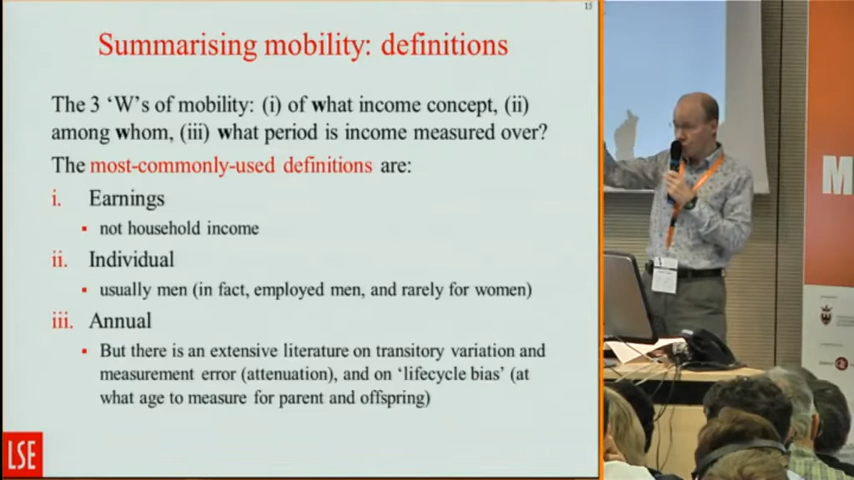 15
Summarising mobility: definitions
The 3 ‘W’s of mobility: (i) of what income concept, (ii)
among whom, (iii) what period is income measured over?
The most-commonly-used definitions are:
i. Earnings
▪ not household income
ii. Individual
▪ usually men (in fact, employed men, and rarely for women)
iii. Annual
▪ But there is an extensive literature on transitory variation and
measurement error (attenuation), and on ‘lifecycle bias’ (at
what age to measure for parent and offspring)
LSE
M